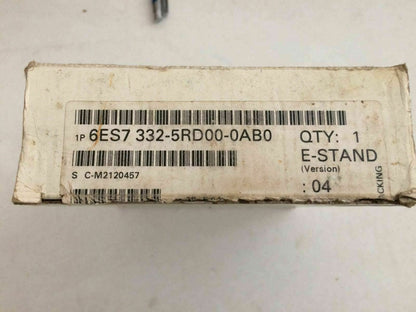 1P 6ES7 332-5RD00-0AB0
QTY: 1
E-STAND
(Version)
: 04
S C-M2120457